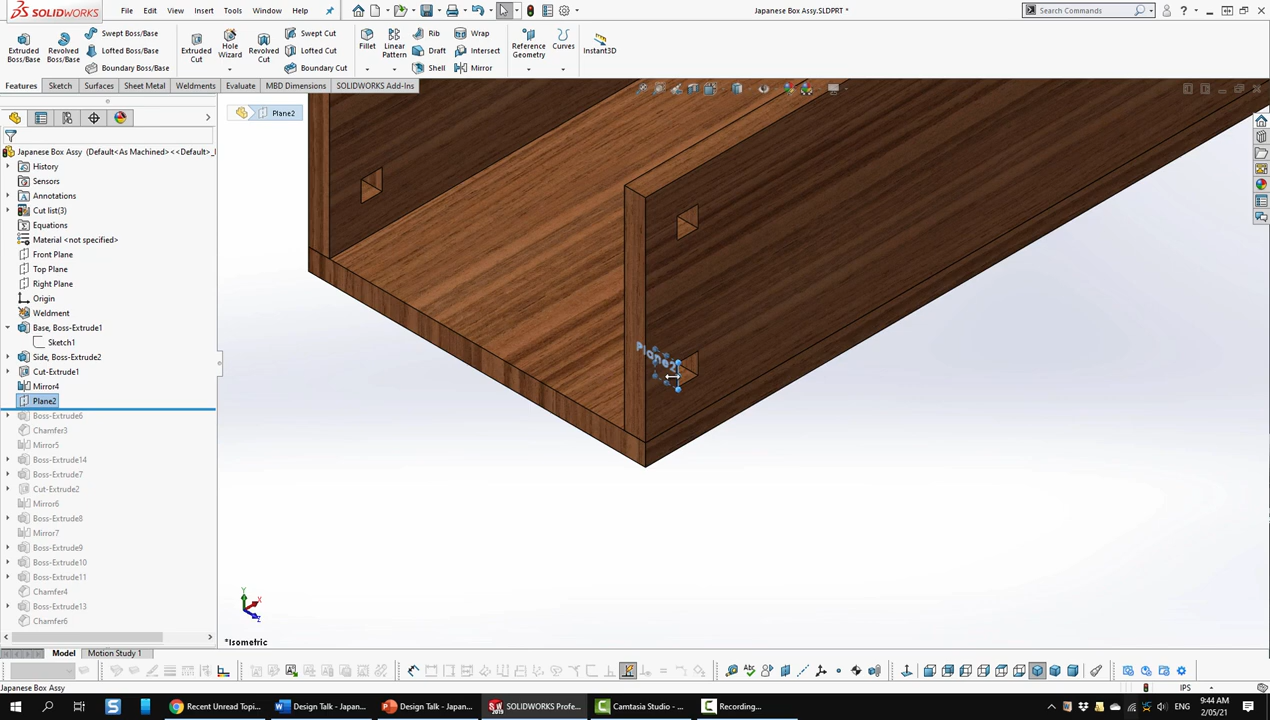 SOLIDWORKS
File
Edit
View
Insert
Tools
Window
Help
Japanese Box Assy.SLDPRT *
Search Commands
Extruded Boss/Base
Revolved Boss/Base
Swept Boss/Base
Lofted Boss/Base
Boundary Boss/Base
Extruded Cut
Hole Wizard
Revolved Cut
Swept Cut
Lofted Cut
Boundary Cut
Fillet
Linear Pattern
Rib
Draft
Shell
Wrap
Intersect
Mirror
Reference Geometry
Curves
Instant3D
Features
Sketch
Surfaces
Sheet Metal
Weldments
Evaluate
MBD Dimensions
SOLIDWORKS Add-Ins
Plane2
Japanese Box Assy (Default<As Machined><<Default>_
History
Sensors
Annotations
Cut list(3)
Equations
Material <not specified>
Front Plane
Top Plane
Right Plane
Origin
Weldment
Base, Boss-Extrude1
Sketch1
Side, Boss-Extrude2
Cut-Extrude1
Mirror4
Plane2
Boss-Extrude6
Chamfer3
Mirror5
Boss-Extrude14
Boss-Extrude7
Cut-Extrude2
Mirror6
Boss-Extrude8
Mirror7
Boss-Extrude9
Boss-Extrude10
Boss-Extrude11
Chamfer4
Boss-Extrude13
Chamfer6
Plane2
Y
X
Z
*Isometric
Model
Motion Study 1
Japanese Box Assy
IPS
Recent Unread Topi...
Design Talk - Japan...
Design Talk - Japan...
SOLIDWORKS Profe...
Camtasia Studio - ...
Recording...
ENG
9:44 AM
2/05/21